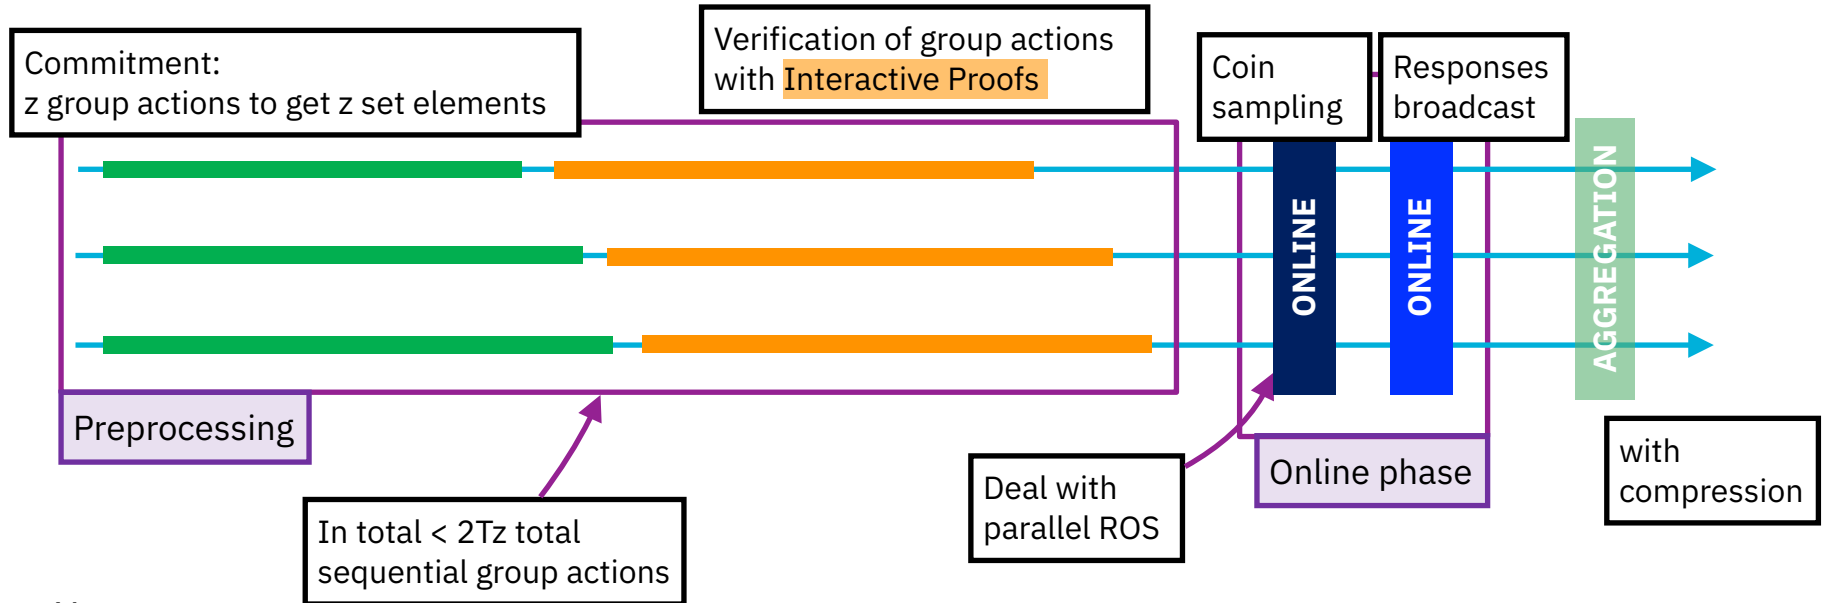 Commitment:
z group actions to get z set elements
Verification of group actions
with Interactive Proofs
Coin
sampling
Responses
broadcast
ONLINE
ONLINE
AGGREGATION
Preprocessing
In total < 2Tz total
sequential group actions
Deal with
parallel ROS
Online phase
with
compression